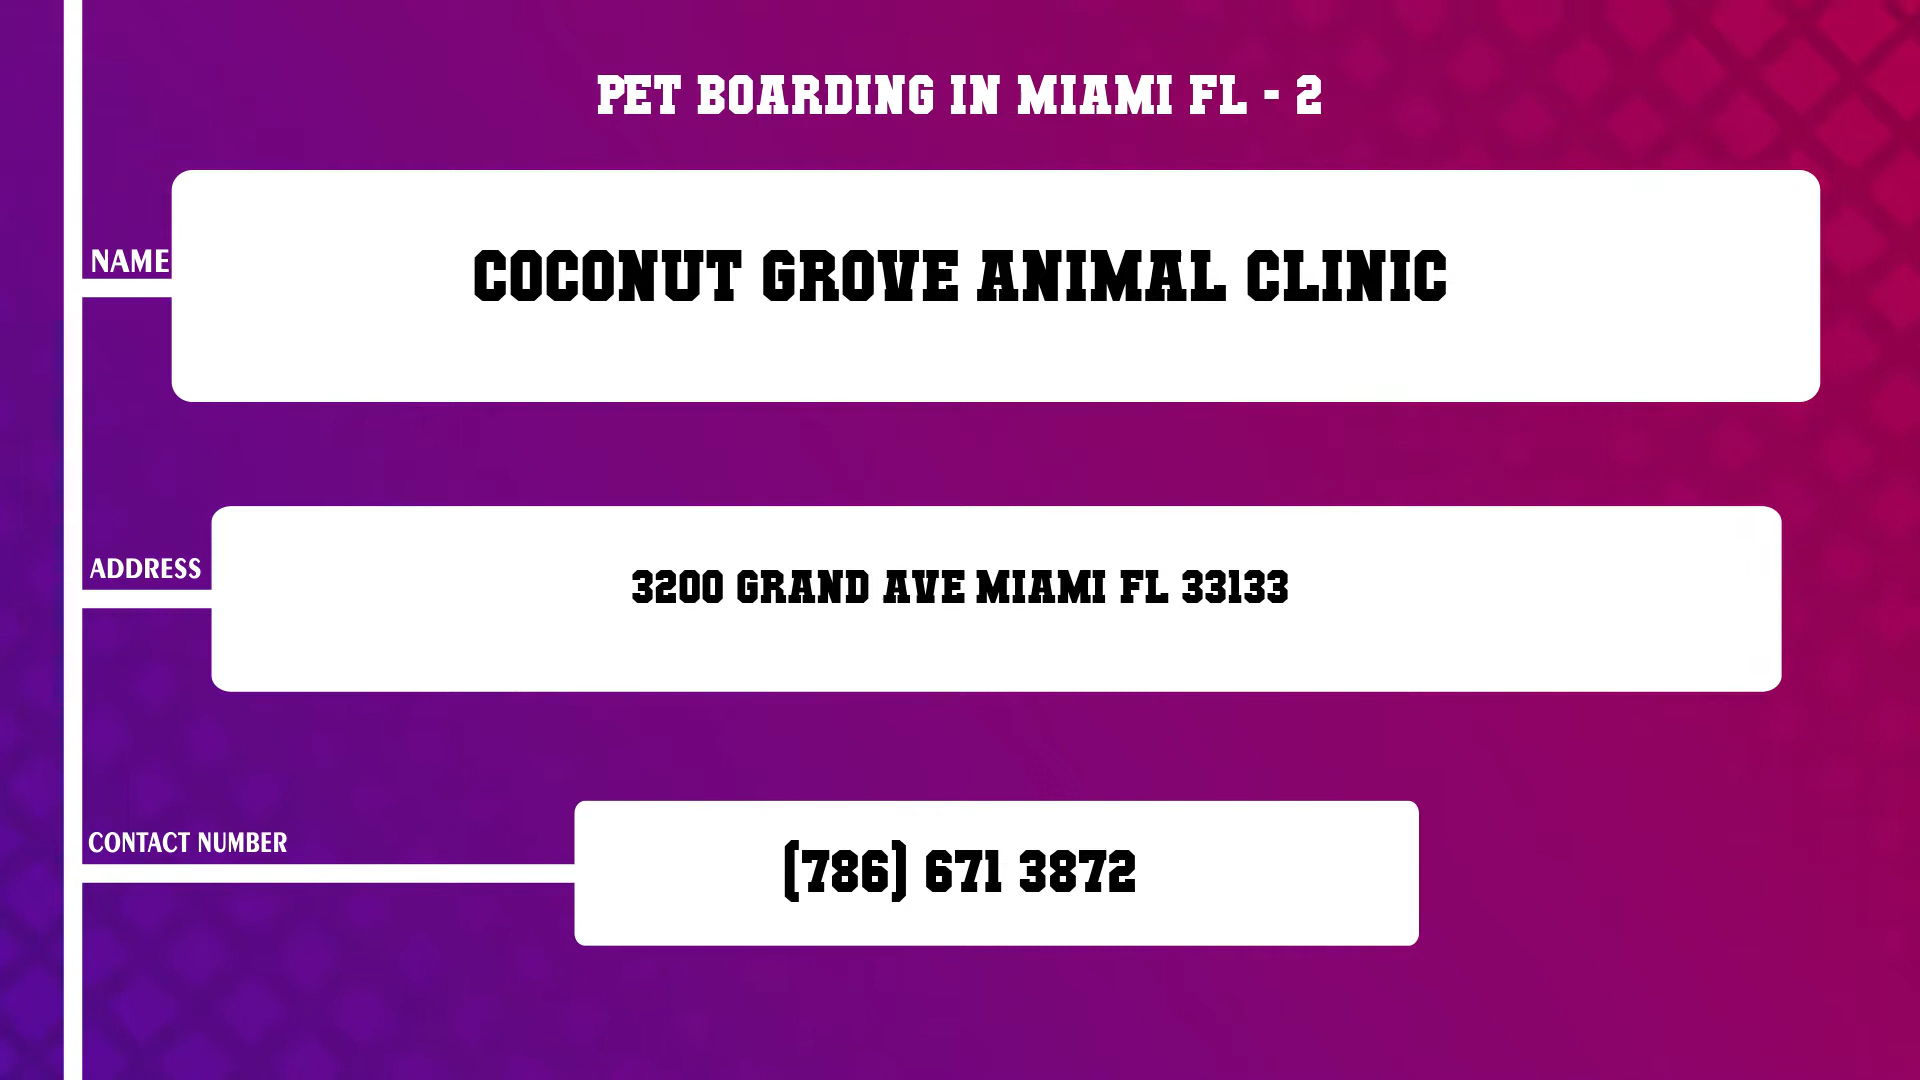 PET BOARDING IN MIAMI FL - 2
NAME
COCONUT GROVE ANIMAL CLINIC
ADDRESS
3200 GRAND AVE MIAMI FL 33133
CONTACT NUMBER
(786) 671 3872